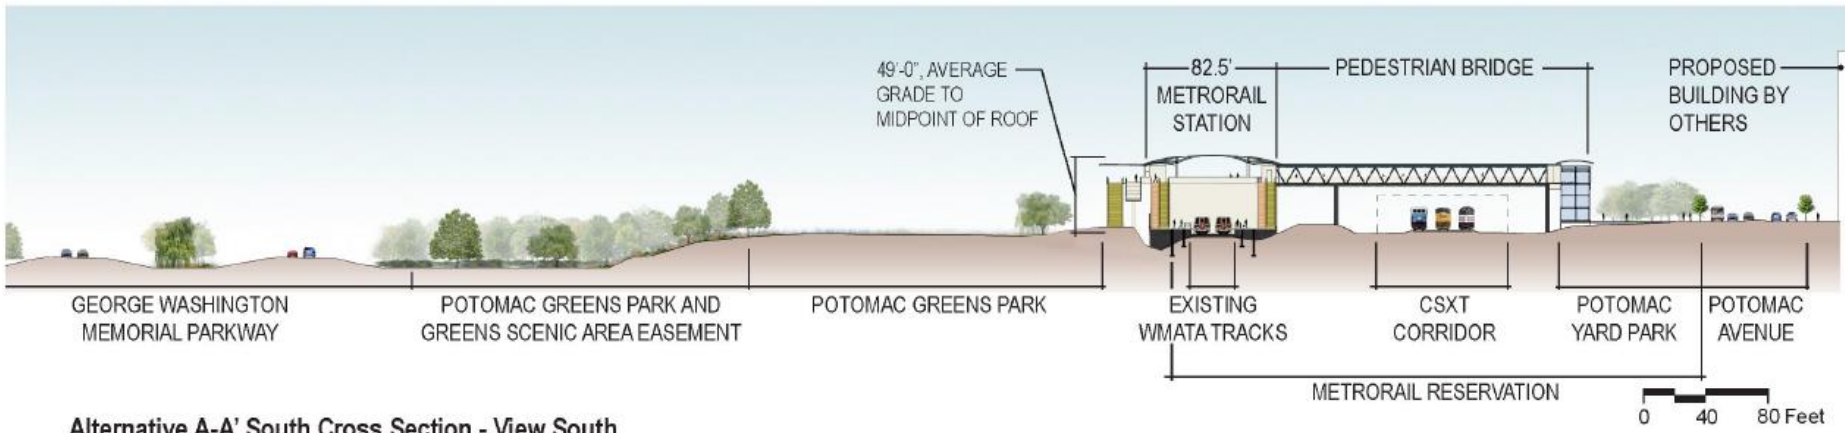 49'-0", AVERAGE
GRADE TO
MIDPOINT OF ROOF
82.5'
METRORAIL
STATION
PEDESTRIAN BRIDGE
PROPOSED
BUILDING BY
OTHERS
GEORGE WASHINGTON
MEMORIAL PARKWAY
POTOMAC GREENS PARK AND
GREENS SCENIC AREA EASEMENT
POTOMAC GREENS PARK
EXISTING
WMATA TRACKS
CSXT
CORRIDOR
POTOMAC
YARD PARK
POTOMAC
AVENUE
METRORAIL RESERVATION
0 40 80 Feet
Alternative A-A' South Cross Section - View South